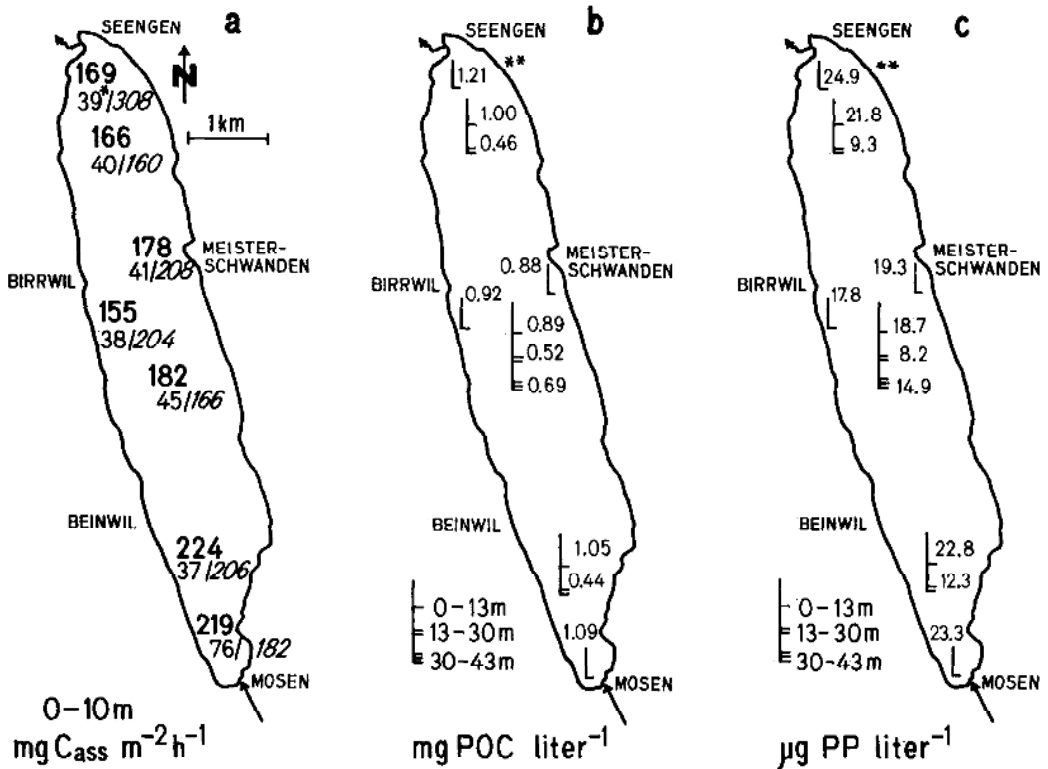 SEENGEN
a
169
39*/308
N
1km
166
40/160
178
41/208
MEISTER-
SCHWANDEN
BIRRWIL
155
38/204
182
45/166
BEINWIL
224
37/206
219
76/182
MOSEN
0-10m
mg Cass m-2 h-1
SEENGEN
b
**
1.21
1.00
0.46
MEISTER-
SCHWANDEN
0.88
BIRRWIL
0.92
0.89
0.52
0.69
BEINWIL
1.05
0.44
0-13m
13-30m
30-43m
1.09
MOSEN
mg POC liter-1
SEENGEN
c
**
24.9
21.8
9.3
MEISTER-
SCHWANDEN
19.3
BIRRWIL
17.8
18.7
8.2
14.9
BEINWIL
22.8
12.3
0-13m
13-30m
30-43m
23.3
MOSEN
µg PP liter-1